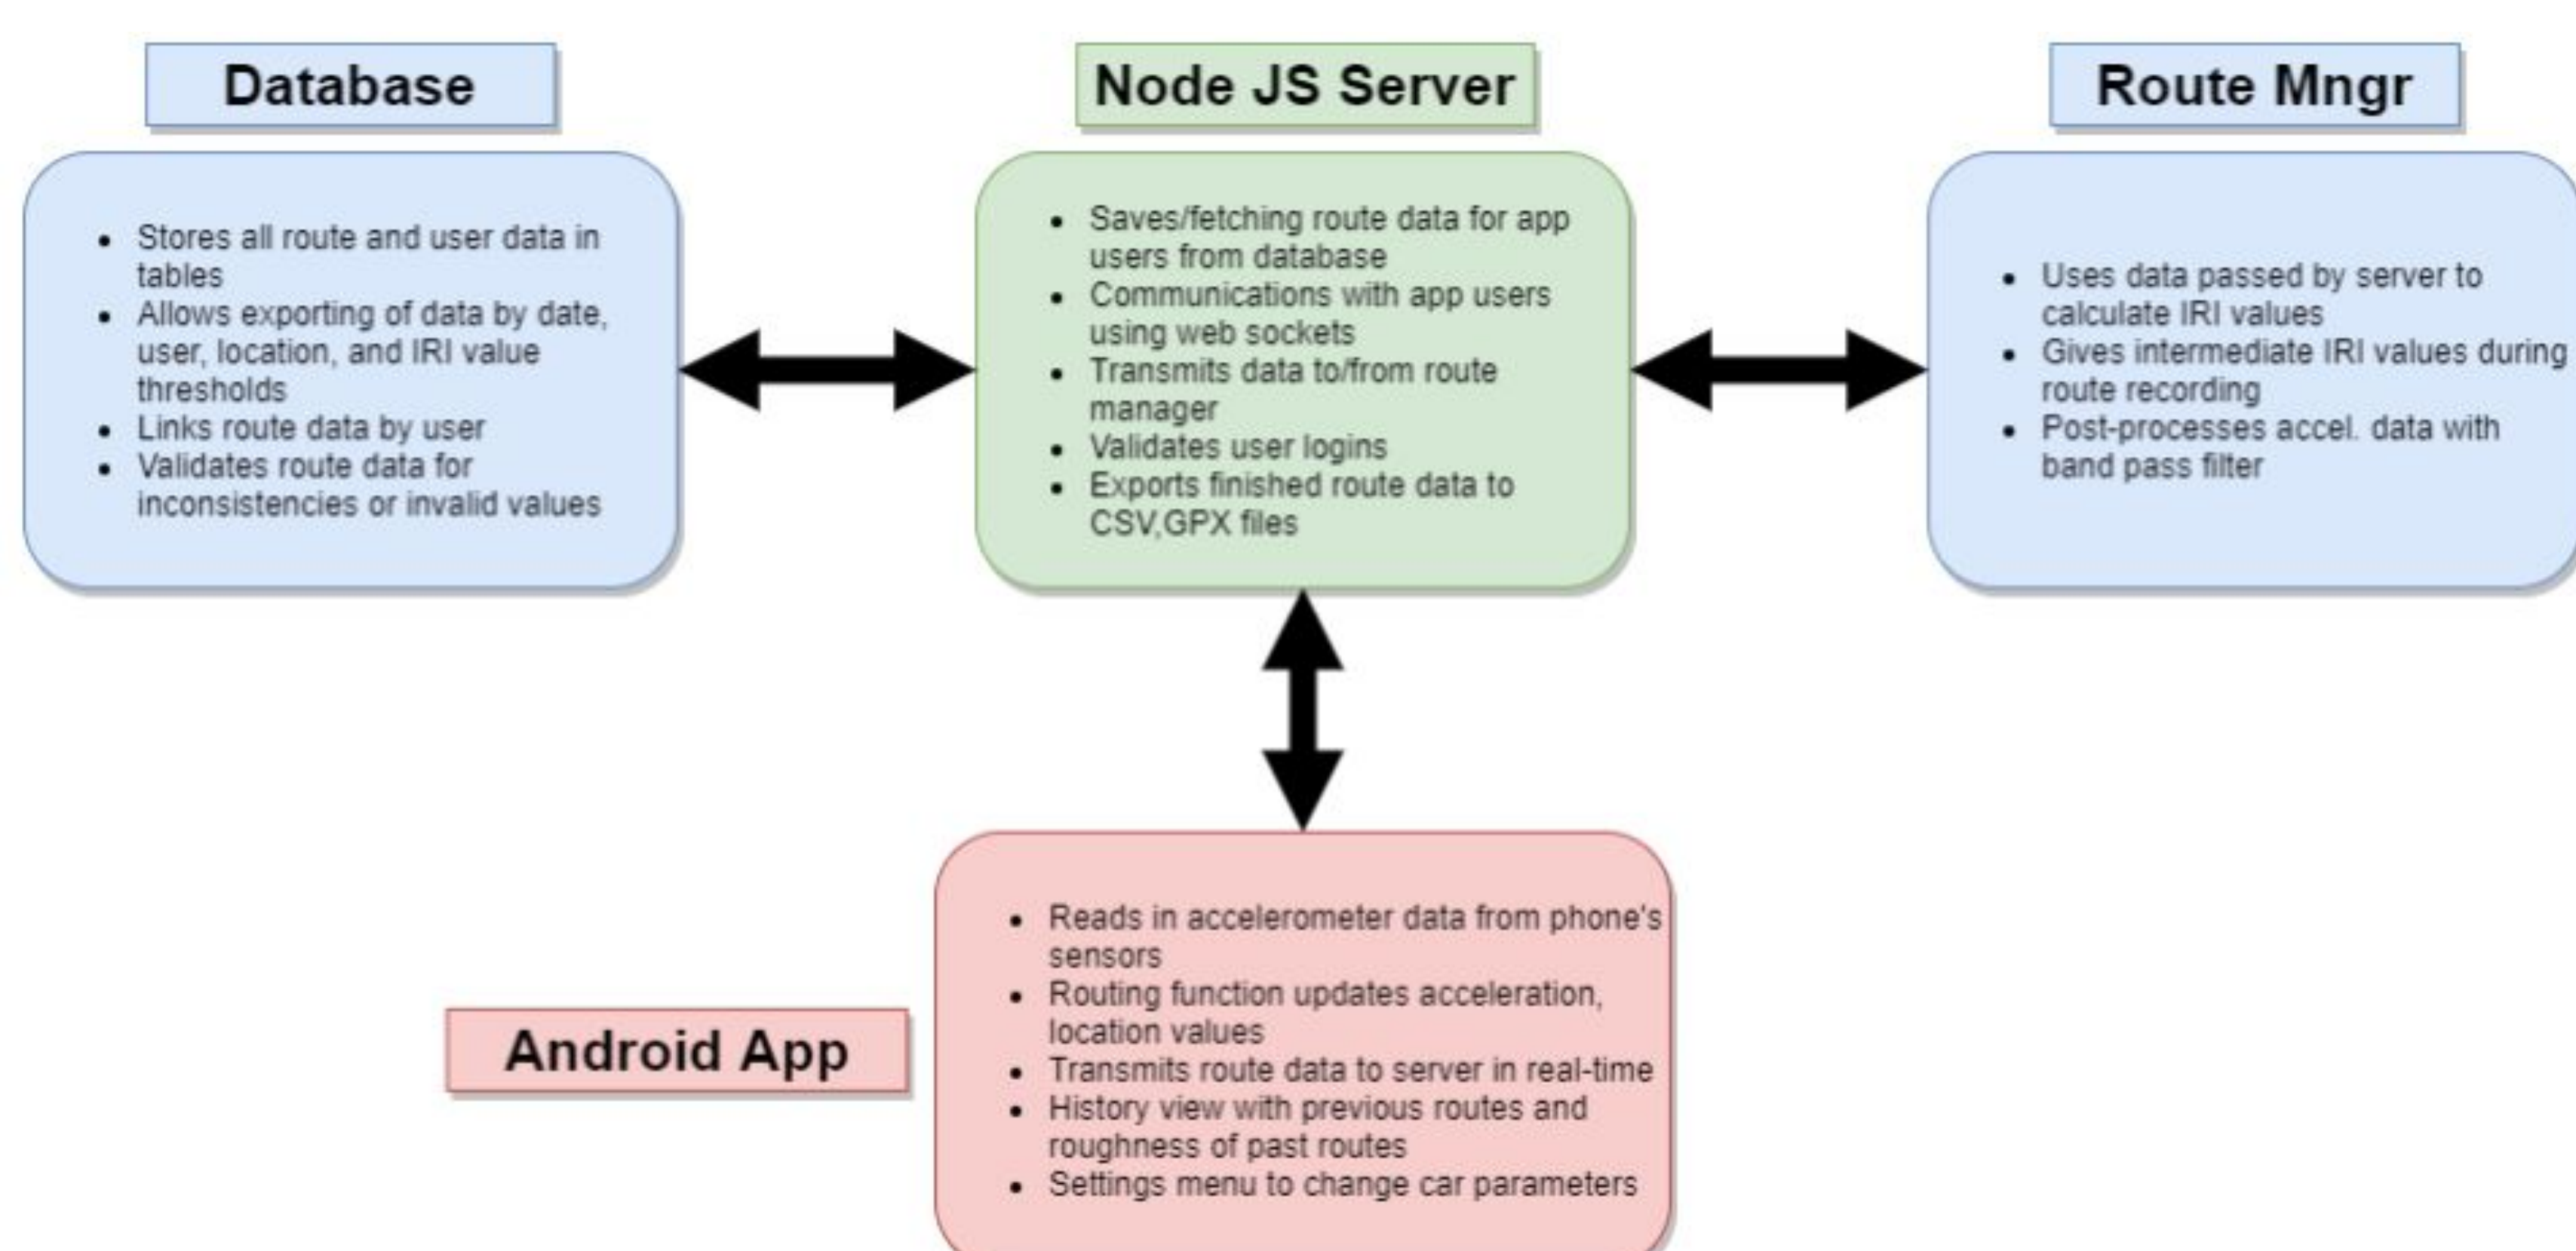 Database
Node JS Server
Route Mngr
• Stores all route and user data in
tables
• Allows exporting of data by date,
user, location, and IRI value
thresholds
• Links route data by user
• Validates route data for
inconsistencies or invalid values
• Saves/fetching route data for app
users from database
• Communications with app users
using web sockets
• Transmits data to/from route
manager
• Validates user logins
• Exports finished route data to
CSV,GPX files
• Uses data passed by server to
calculate IRI values
• Gives intermediate IRI values during
route recording
• Post-processes accel. data with
band pass filter
Android App
• Reads in accelerometer data from phone's
sensors
• Routing function updates acceleration,
location values
• Transmits route data to server in real-time
• History view with previous routes and
roughness of past routes
• Settings menu to change car parameters